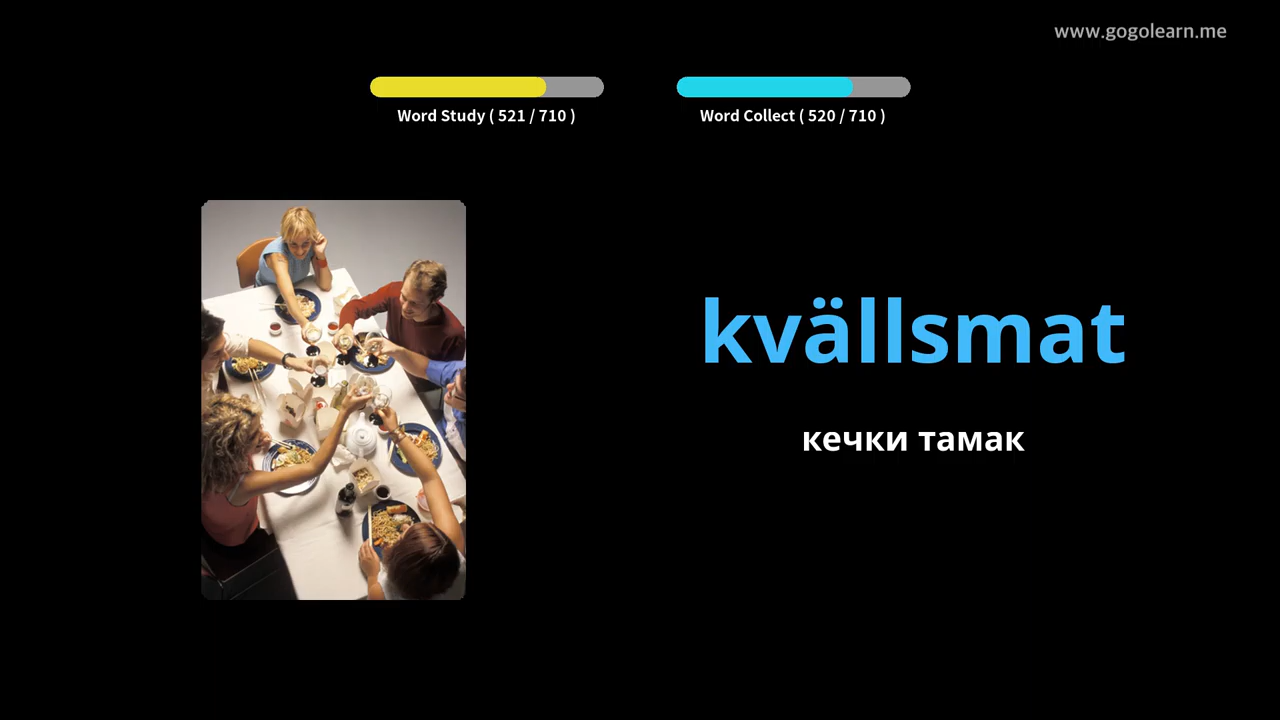 www.gogolearn.me
Word Study ( 521 / 710 )
Word Collect ( 520 / 710 )
kvällsmat
кечки тамак